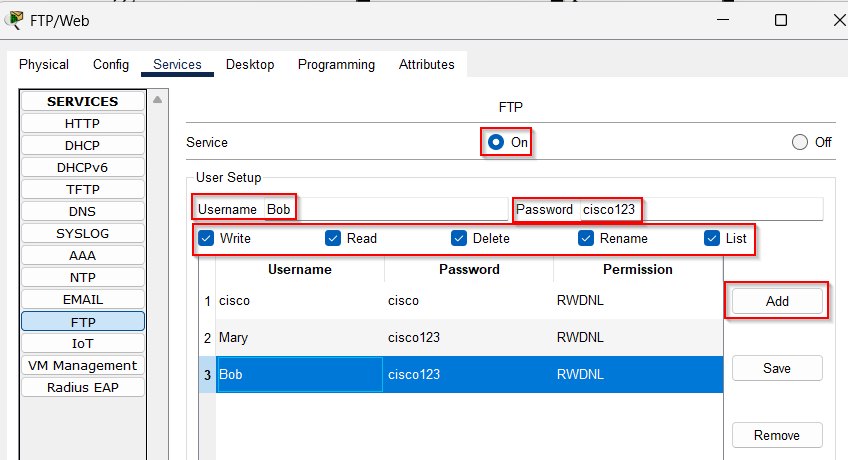 FTP/Web
Physical Config Services Desktop Programming Attributes
SERVICES
HTTP
DHCP
DHCPv6
TFTP
DNS
SYSLOG
AAA
NTP
EMAIL
FTP
IoT
VM Management
Radius EAP
FTP
Service On Off
User Setup
Username Bob Password cisco123
Write Read Delete Rename List
Username Password Permission
1 cisco cisco RWDNL
2 Mary cisco123 RWDNL
3 Bob cisco123 RWDNL
Add
Save
Remove